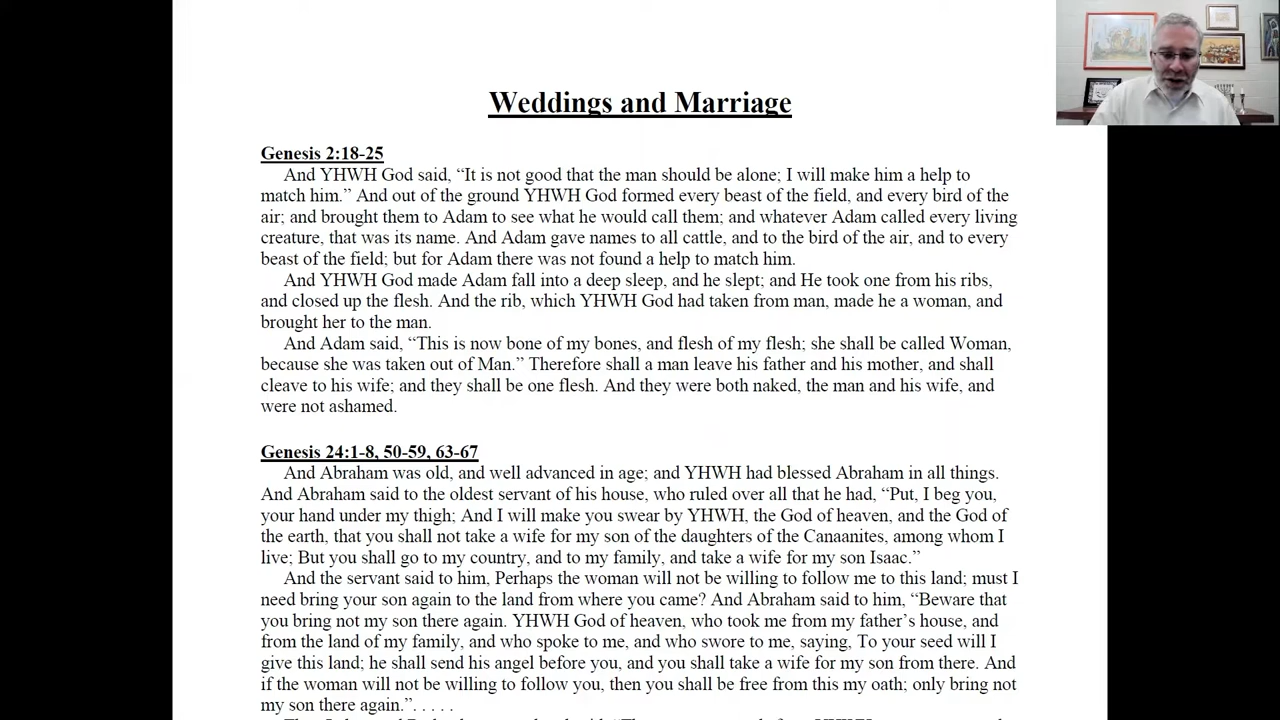 Weddings and Marriage
Genesis 2:18-25
And YHWH God said, “It is not good that the man should be alone; I will make him a help to
match him.” And out of the ground YHWH God formed every beast of the field, and every bird of the
air; and brought them to Adam to see what he would call them; and whatever Adam called every living
creature, that was its name. And Adam gave names to all cattle, and to the bird of the air, and to every
beast of the field; but for Adam there was not found a help to match him.
And YHWH God made Adam fall into a deep sleep, and he slept; and He took one from his ribs,
and closed up the flesh. And the rib, which YHWH God had taken from man, made he a woman, and
brought her to the man.
And Adam said, “This is now bone of my bones, and flesh of my flesh; she shall be called Woman,
because she was taken out of Man.” Therefore shall a man leave his father and his mother, and shall
cleave to his wife; and they shall be one flesh. And they were both naked, the man and his wife, and
were not ashamed.
Genesis 24:1-8, 50-59, 63-67
And Abraham was old, and well advanced in age; and YHWH had blessed Abraham in all things.
And Abraham said to the oldest servant of his house, who ruled over all that he had, “Put, I beg you,
your hand under my thigh; And I will make you swear by YHWH, the God of heaven, and the God of
the earth, that you shall not take a wife for my son of the daughters of the Canaanites, among whom I
live; But you shall go to my country, and to my family, and take a wife for my son Isaac.”
And the servant said to him, Perhaps the woman will not be willing to follow me to this land; must I
need bring your son again to the land from where you came? And Abraham said to him, “Beware that
you bring not my son there again. YHWH God of heaven, who took me from my father’s house, and
from the land of my family, and who spoke to me, and who swore to me, saying, To your seed will I
give this land; he shall send his angel before you, and you shall take a wife for my son from there. And
if the woman will not be willing to follow you, then you shall be free from this my oath; only bring not
my son there again.”. . . . .